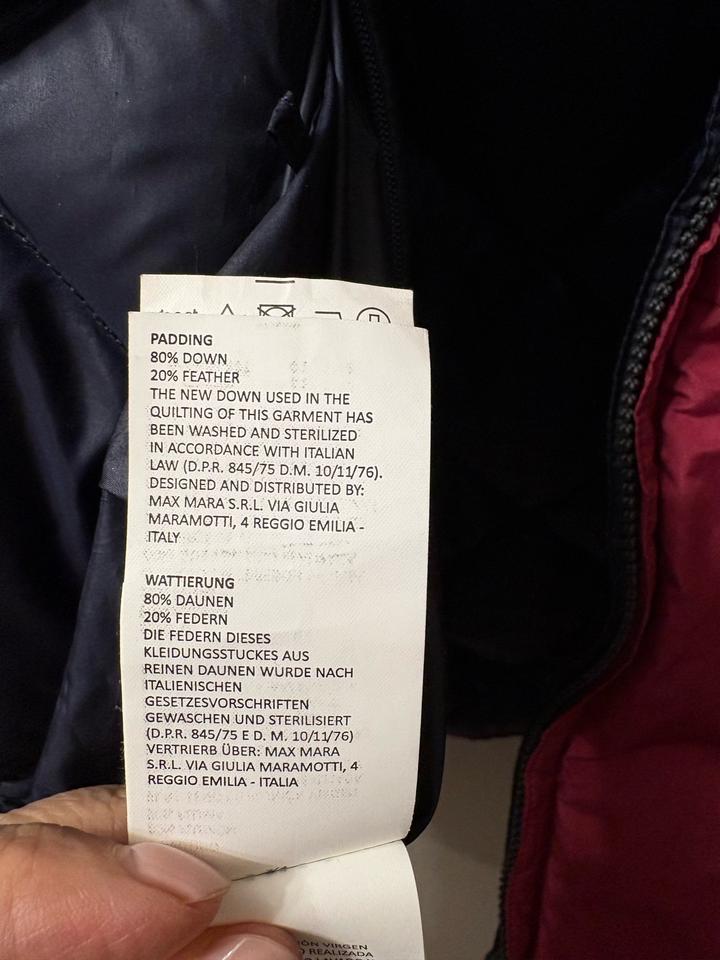 PADDING
80% DOWN
20% FEATHER
THE NEW DOWN USED IN THE
QUILTING OF THIS GARMENT HAS
BEEN WASHED AND STERILIZED
IN ACCORDANCE WITH ITALIAN
LAW (D.P.R. 845/75 D.M. 10/11/76).
DESIGNED AND DISTRIBUTED BY:
MAX MARA S.R.L. VIA GIULIA
MARAMOTTI, 4 REGGIO EMILIA -
ITALY
WATTIERUNG
80% DAUNEN
20% FEDERN
DIE FEDERN DIESES
KLEIDUNGSSTUCKES AUS
REINEN DAUNEN WURDE NACH
ITALIENISCHEN
GESETZESVORSCHRIFTEN
GEWASCHEN UND STERILISIERT
(D.P.R. 845/75 E D. M. 10/11/76)
VERTRIERB ÜBER: MAX MARA
S.R.L. VIA GIULIA MARAMOTTI, 4
REGGIO EMILIA - ITALIA
VIRGEN
REALIZADA